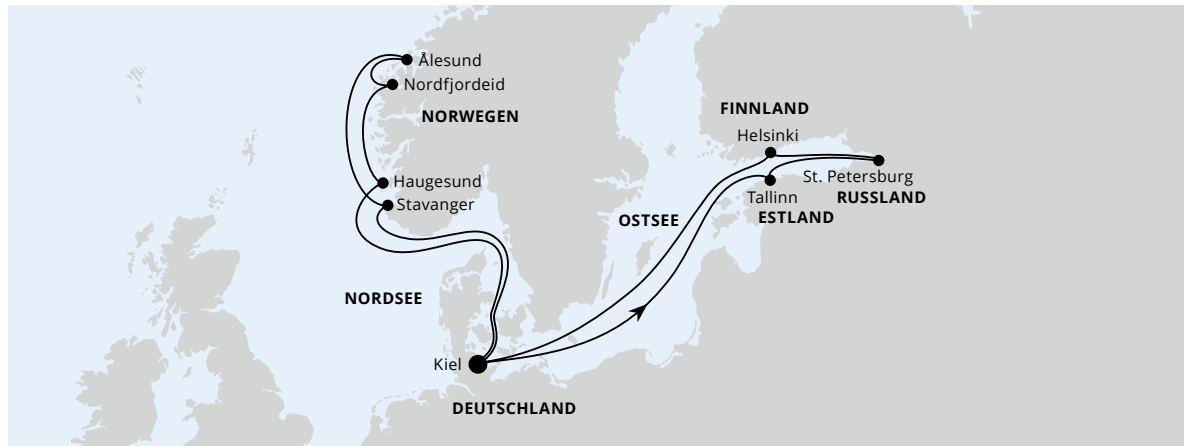 Ålesund
Nordfjordeid
NORWEGEN
FINNLAND
Helsinki
Haugesund
Stavanger
St. Petersburg
Tallinn
RUSSLAND
OSTSEE
ESTLAND
NORDSEE
Kiel
DEUTSCHLAND